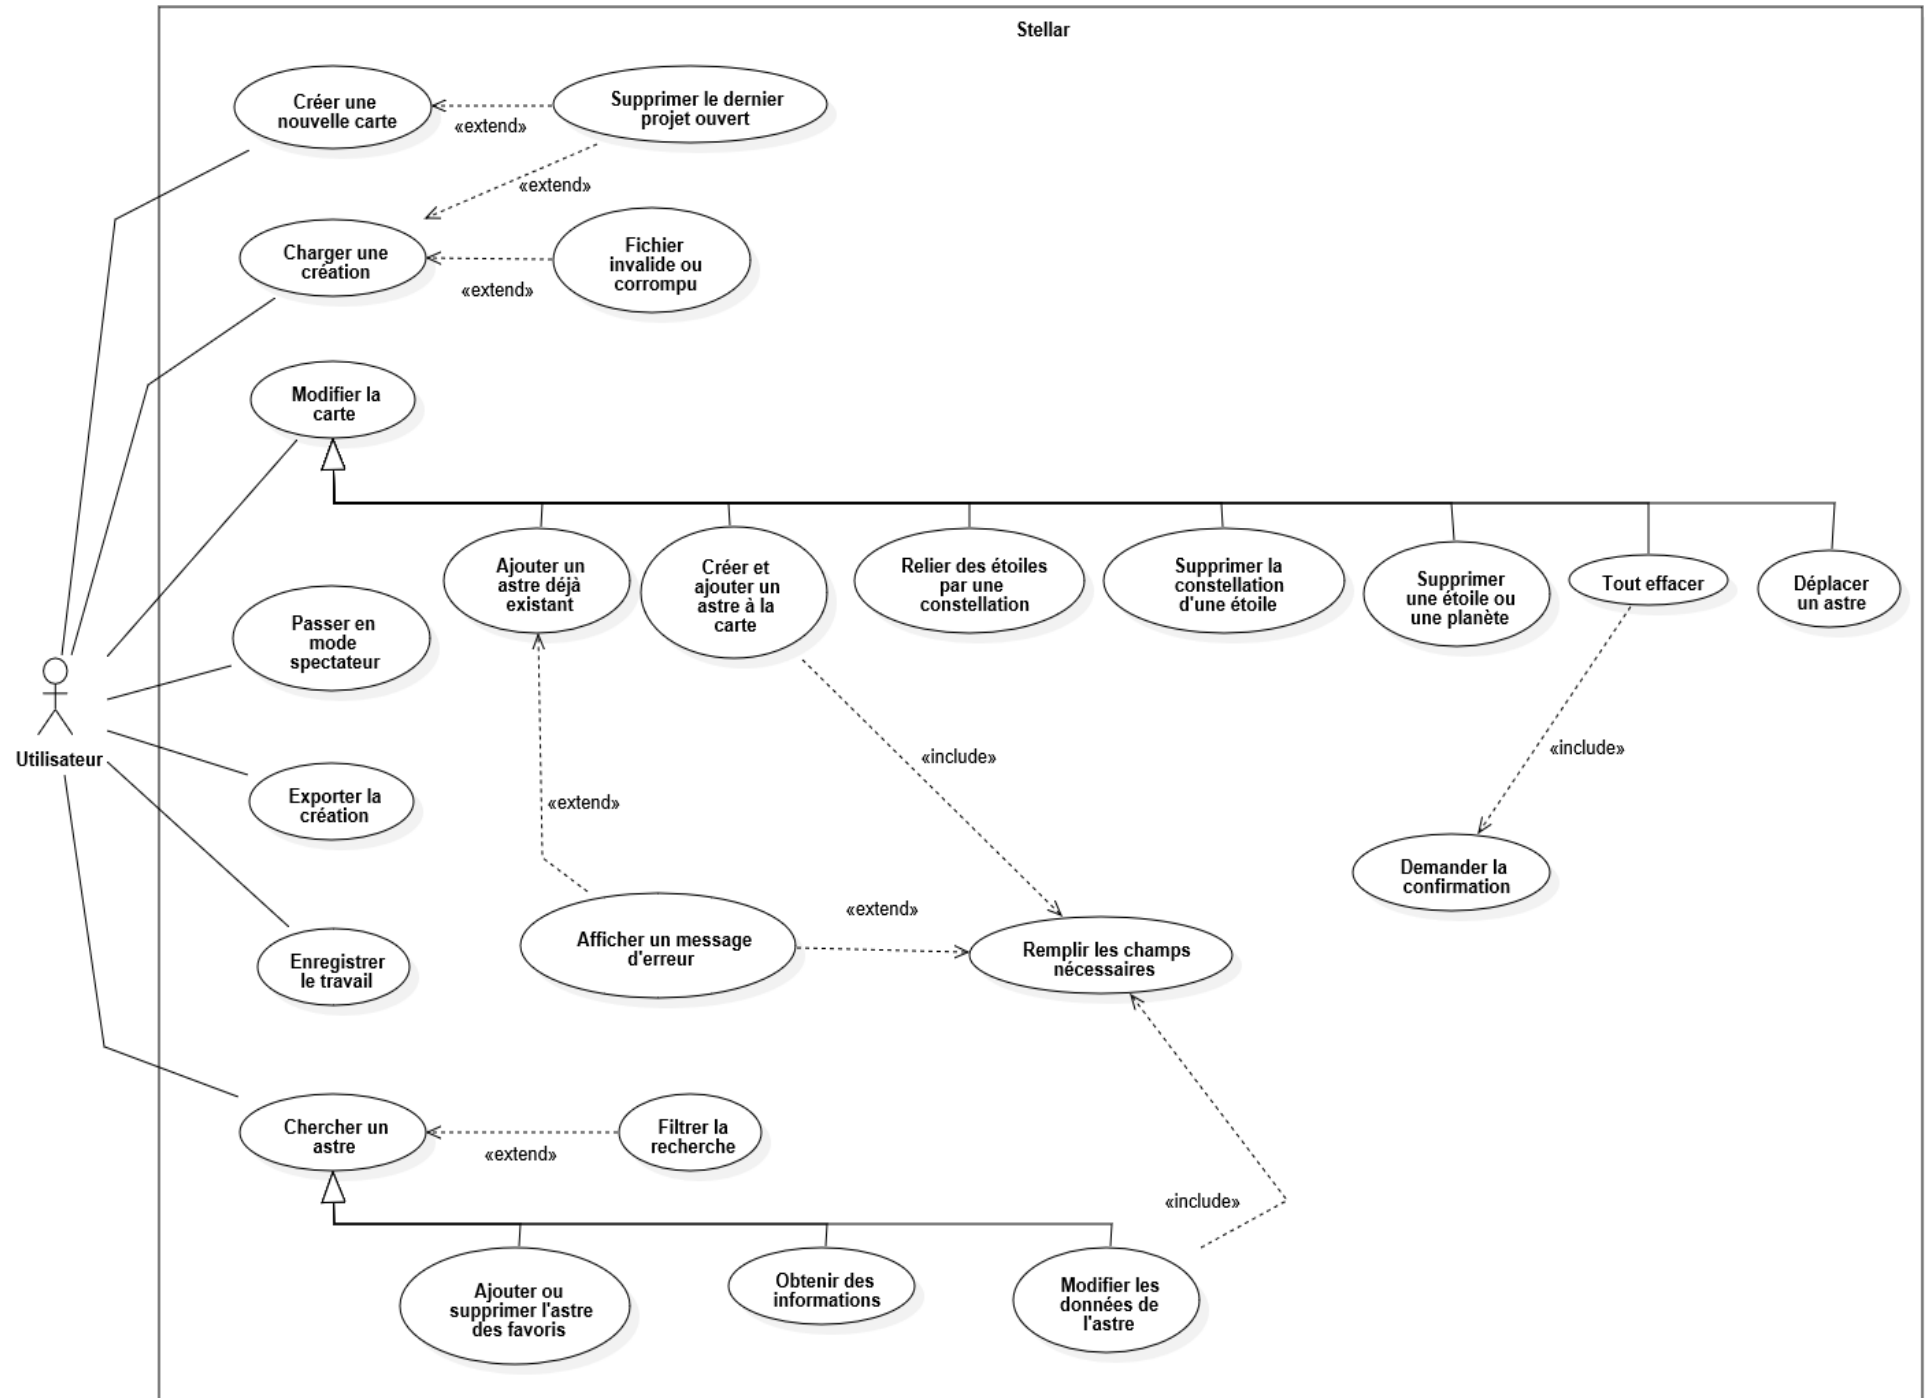 Stellar
Créer une
nouvelle carte
«extend»
Supprimer le dernier
projet ouvert
«extend»
Charger une
création
«extend»
Fichier
invalide ou
corrompu
Modifier la
carte
Ajouter un
astre déjà
existant
Créer et
ajouter un
astre à la
carte
Relier des étoiles
par une
constellation
Supprimer la
constellation
d'une étoile
Supprimer
une étoile ou
une planète
Tout effacer
Déplacer
un astre
Passer en
mode
spectateur
Utilisateur
«include»
«include»
Exporter la
création
«extend»
Demander la
confirmation
Afficher un message
d'erreur
«extend»
Remplir les champs
nécessaires
Enregistrer
le travail
Chercher un
astre
«extend»
Filtrer la
recherche
«include»
Ajouter ou
supprimer l'astre
des favoris
Obtenir des
informations
Modifier les
données de
l'astre